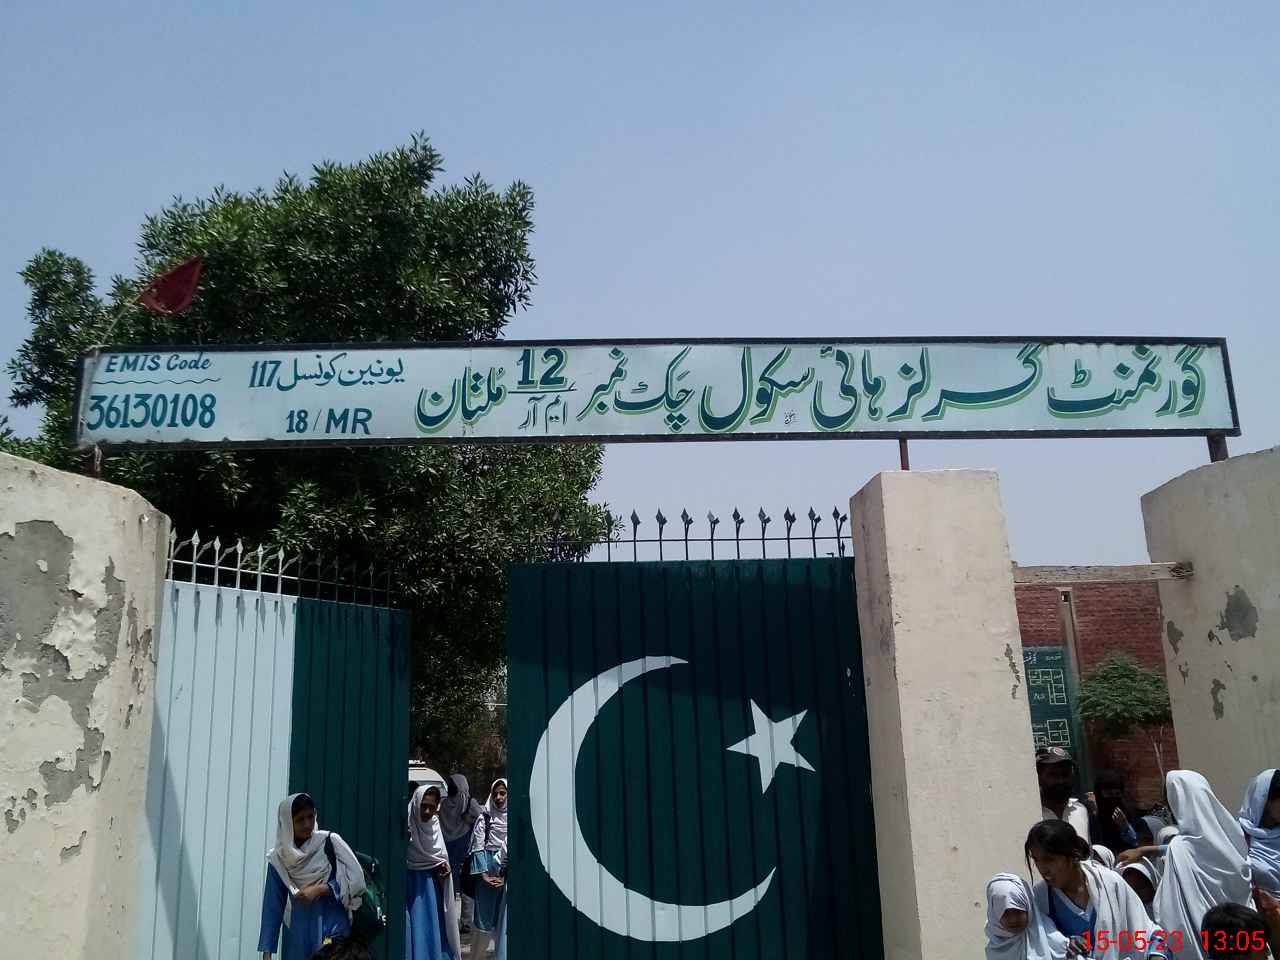 گورنمنٹ گرلز ہائی سکول چک نمبر 12 ایم آر مُلتان
یونین کونسل 117
18/MR
EMIS Code
36130108
15-05-23 13:05